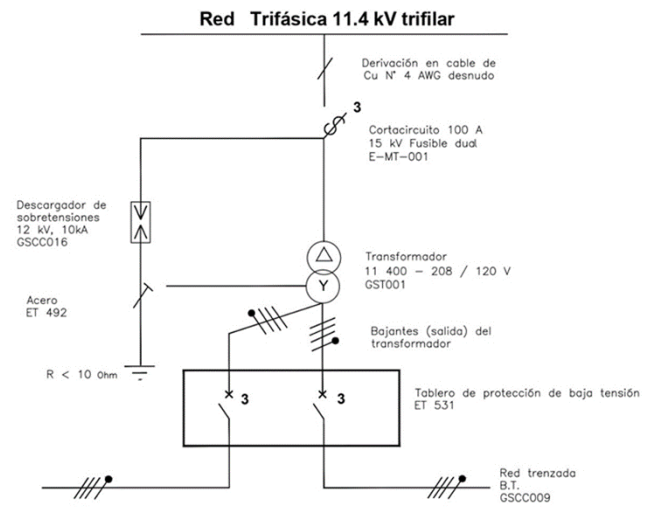 Red Trifásica 11.4 kV trifilar
Derivación en cable de
Cu N° 4 AWG desnudo
3
Cortacircuito 100 A
15 kV Fusible dual
E-MT-001
Descargador de
sobretensiones
12 kV, 10kA
GSCC016
Transformador
11 400 - 208 / 120 V
GST001
Y
Acero
ET 492
Bajantes (salida) del
transformador
R < 10 Ohm
3
3
Tablero de protección de baja tensión
ET 531
Red trenzada
B.T.
GSCC009